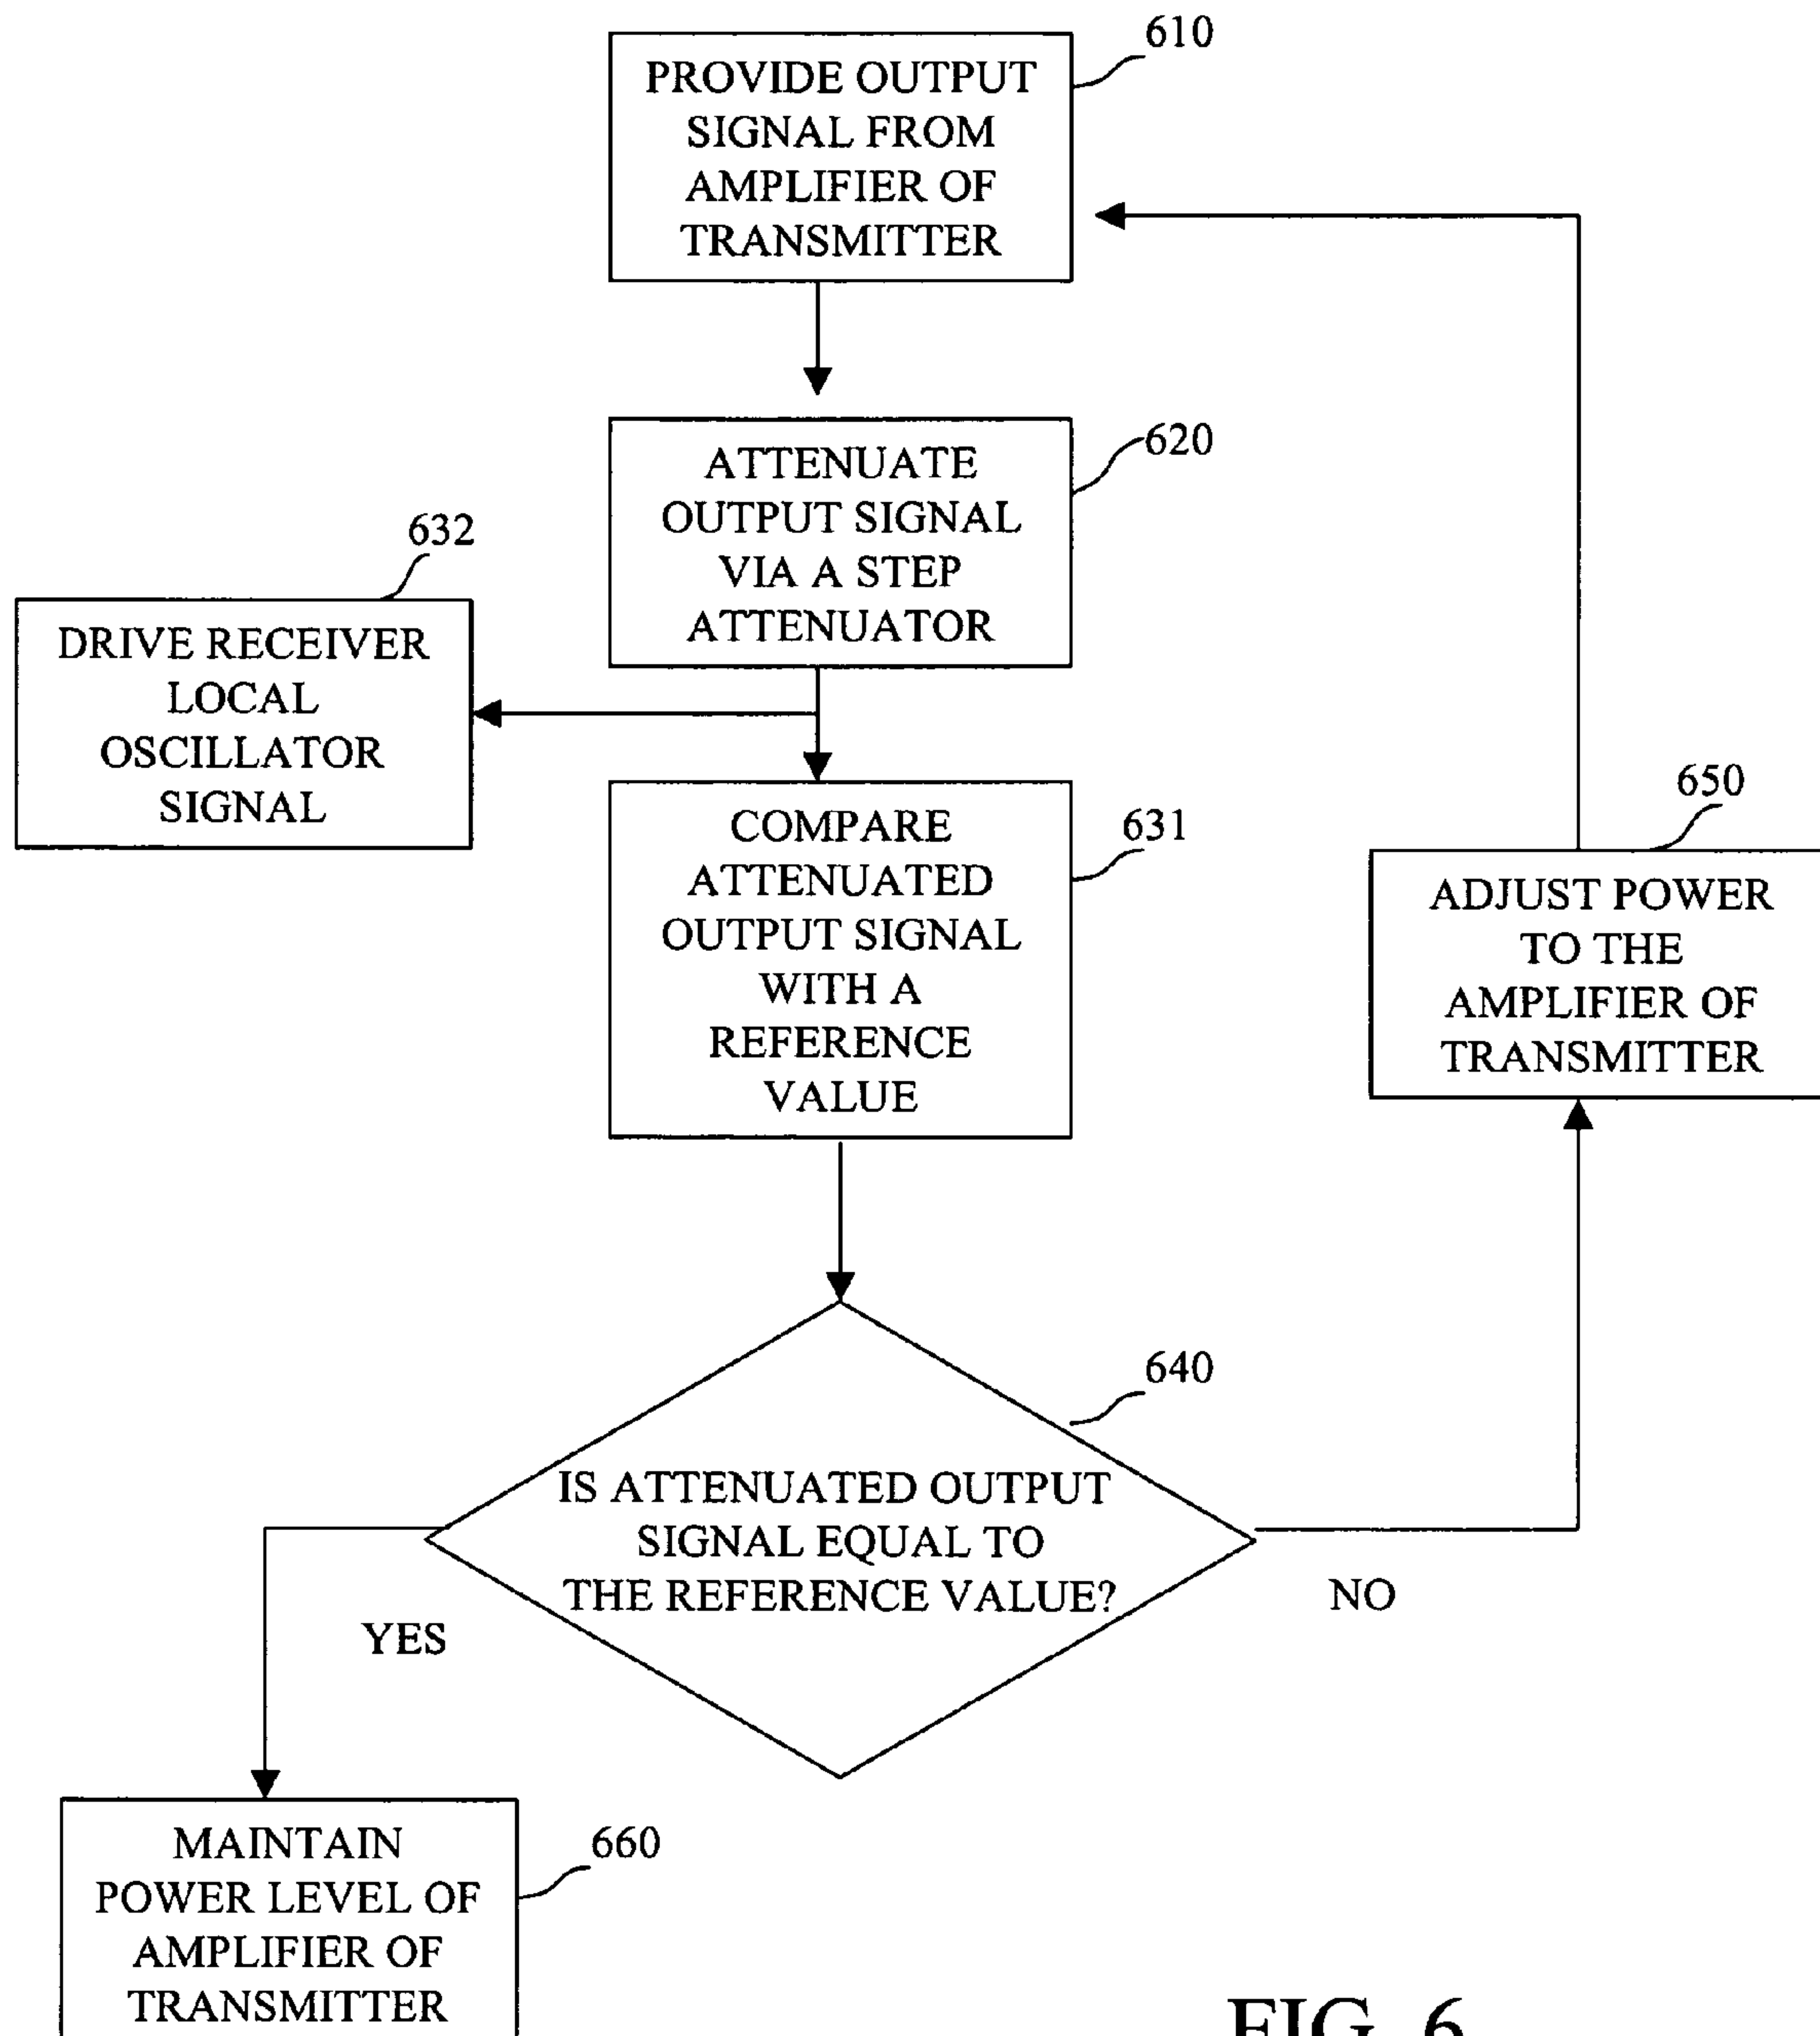 610
PROVIDE OUTPUT
SIGNAL FROM
AMPLIFIER OF
TRANSMITTER
620
ATTENUATE
OUTPUT SIGNAL
VIA A STEP
ATTENUATOR
632
DRIVE RECEIVER
LOCAL
OSCILLATOR
SIGNAL
631
COMPARE
ATTENUATED
OUTPUT SIGNAL
WITH A
REFERENCE
VALUE
650
ADJUST POWER
TO THE
AMPLIFIER OF
TRANSMITTER
640
IS ATTENUATED OUTPUT
SIGNAL EQUAL TO
THE REFERENCE VALUE?
YES
NO
660
MAINTAIN
POWER LEVEL OF
AMPLIFIER OF
TRANSMITTER
FIG. 6